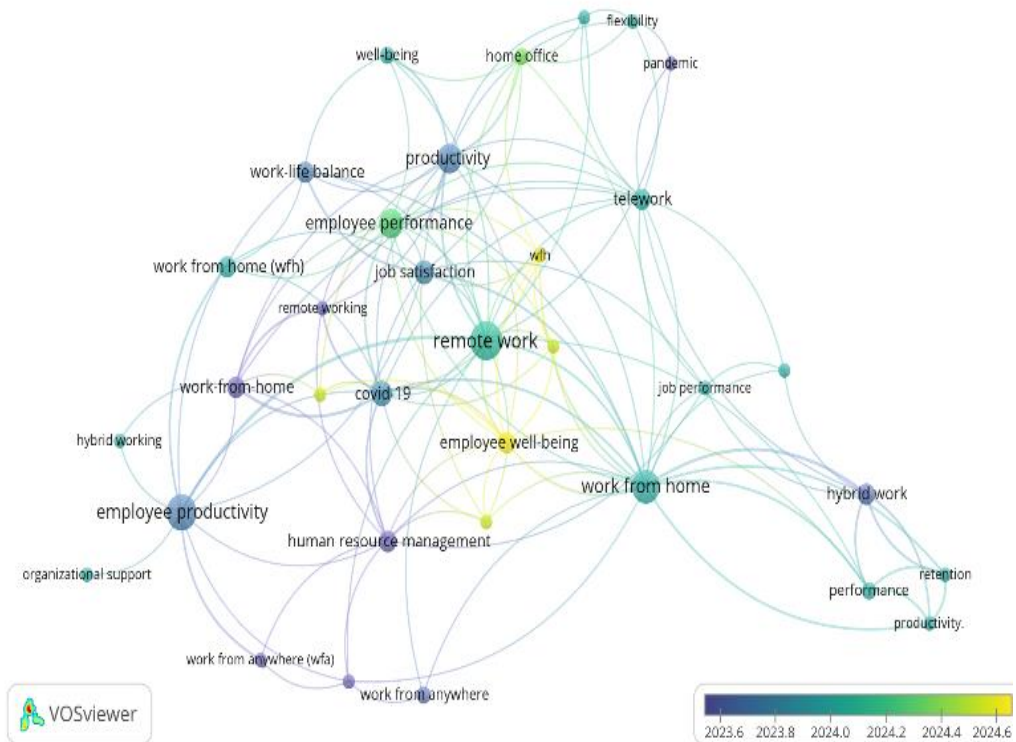 flexibility
well-being
home office
pandemic
productivity
work-life balance
telework
employee performance
wfh
work from home (wfh)
job satisfaction
remote working
remote work
work-from-home
covid 19
job performance
hybrid working
employee well-being
work from home
hybrid work
employee productivity
human resource management
organizational support
retention
performance
productivity.
work from anywhere (wfa)
work from anywhere
VOSviewer
2023.6 2023.8 2024.0 2024.2 2024.4 2024.6